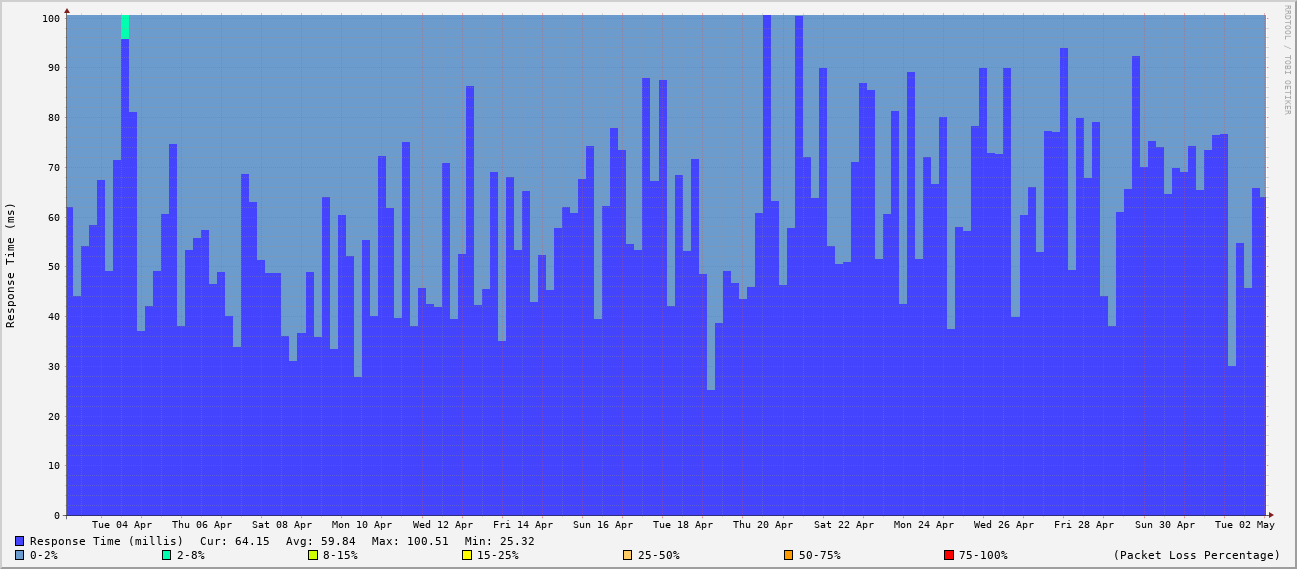 100
90
80
70
60
50
40
30
20
10
0
Response Time (ms)
RRDTOOL / TOBI OETIKER
Tue 04 Apr Thu 06 Apr Sat 08 Apr Mon 10 Apr Wed 12 Apr Fri 14 Apr Sun 16 Apr Tue 18 Apr Thu 20 Apr Sat 22 Apr Mon 24 Apr Wed 26 Apr Fri 28 Apr Sun 30 Apr Tue 02 May
Response Time (millis) Cur: 64.15 Avg: 59.84 Max: 100.51 Min: 25.32
0-2% 2-8% 8-15% 15-25% 25-50% 50-75% 75-100% (Packet Loss Percentage)